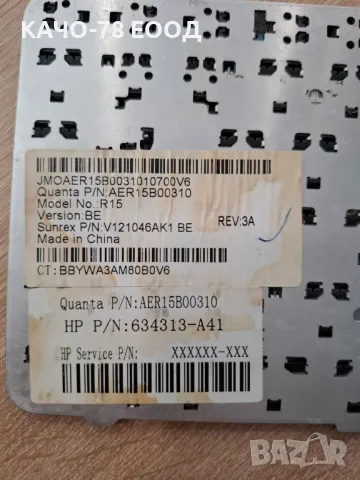 КАЧО-78 ЕООД
JMOAER15B0031010700V6
Quanta P/N:AER15B00310
Model No.:R15
Version:BE
Sunrex P/N:V121046AK1 BE
REV:3A
Made in China
CT:BBYWA3AM80B0V6
Quanta P/N:AER15B00310
HP P/N:634313-A41
HP Service P/N: XXXXXX-XXX
BAZAR